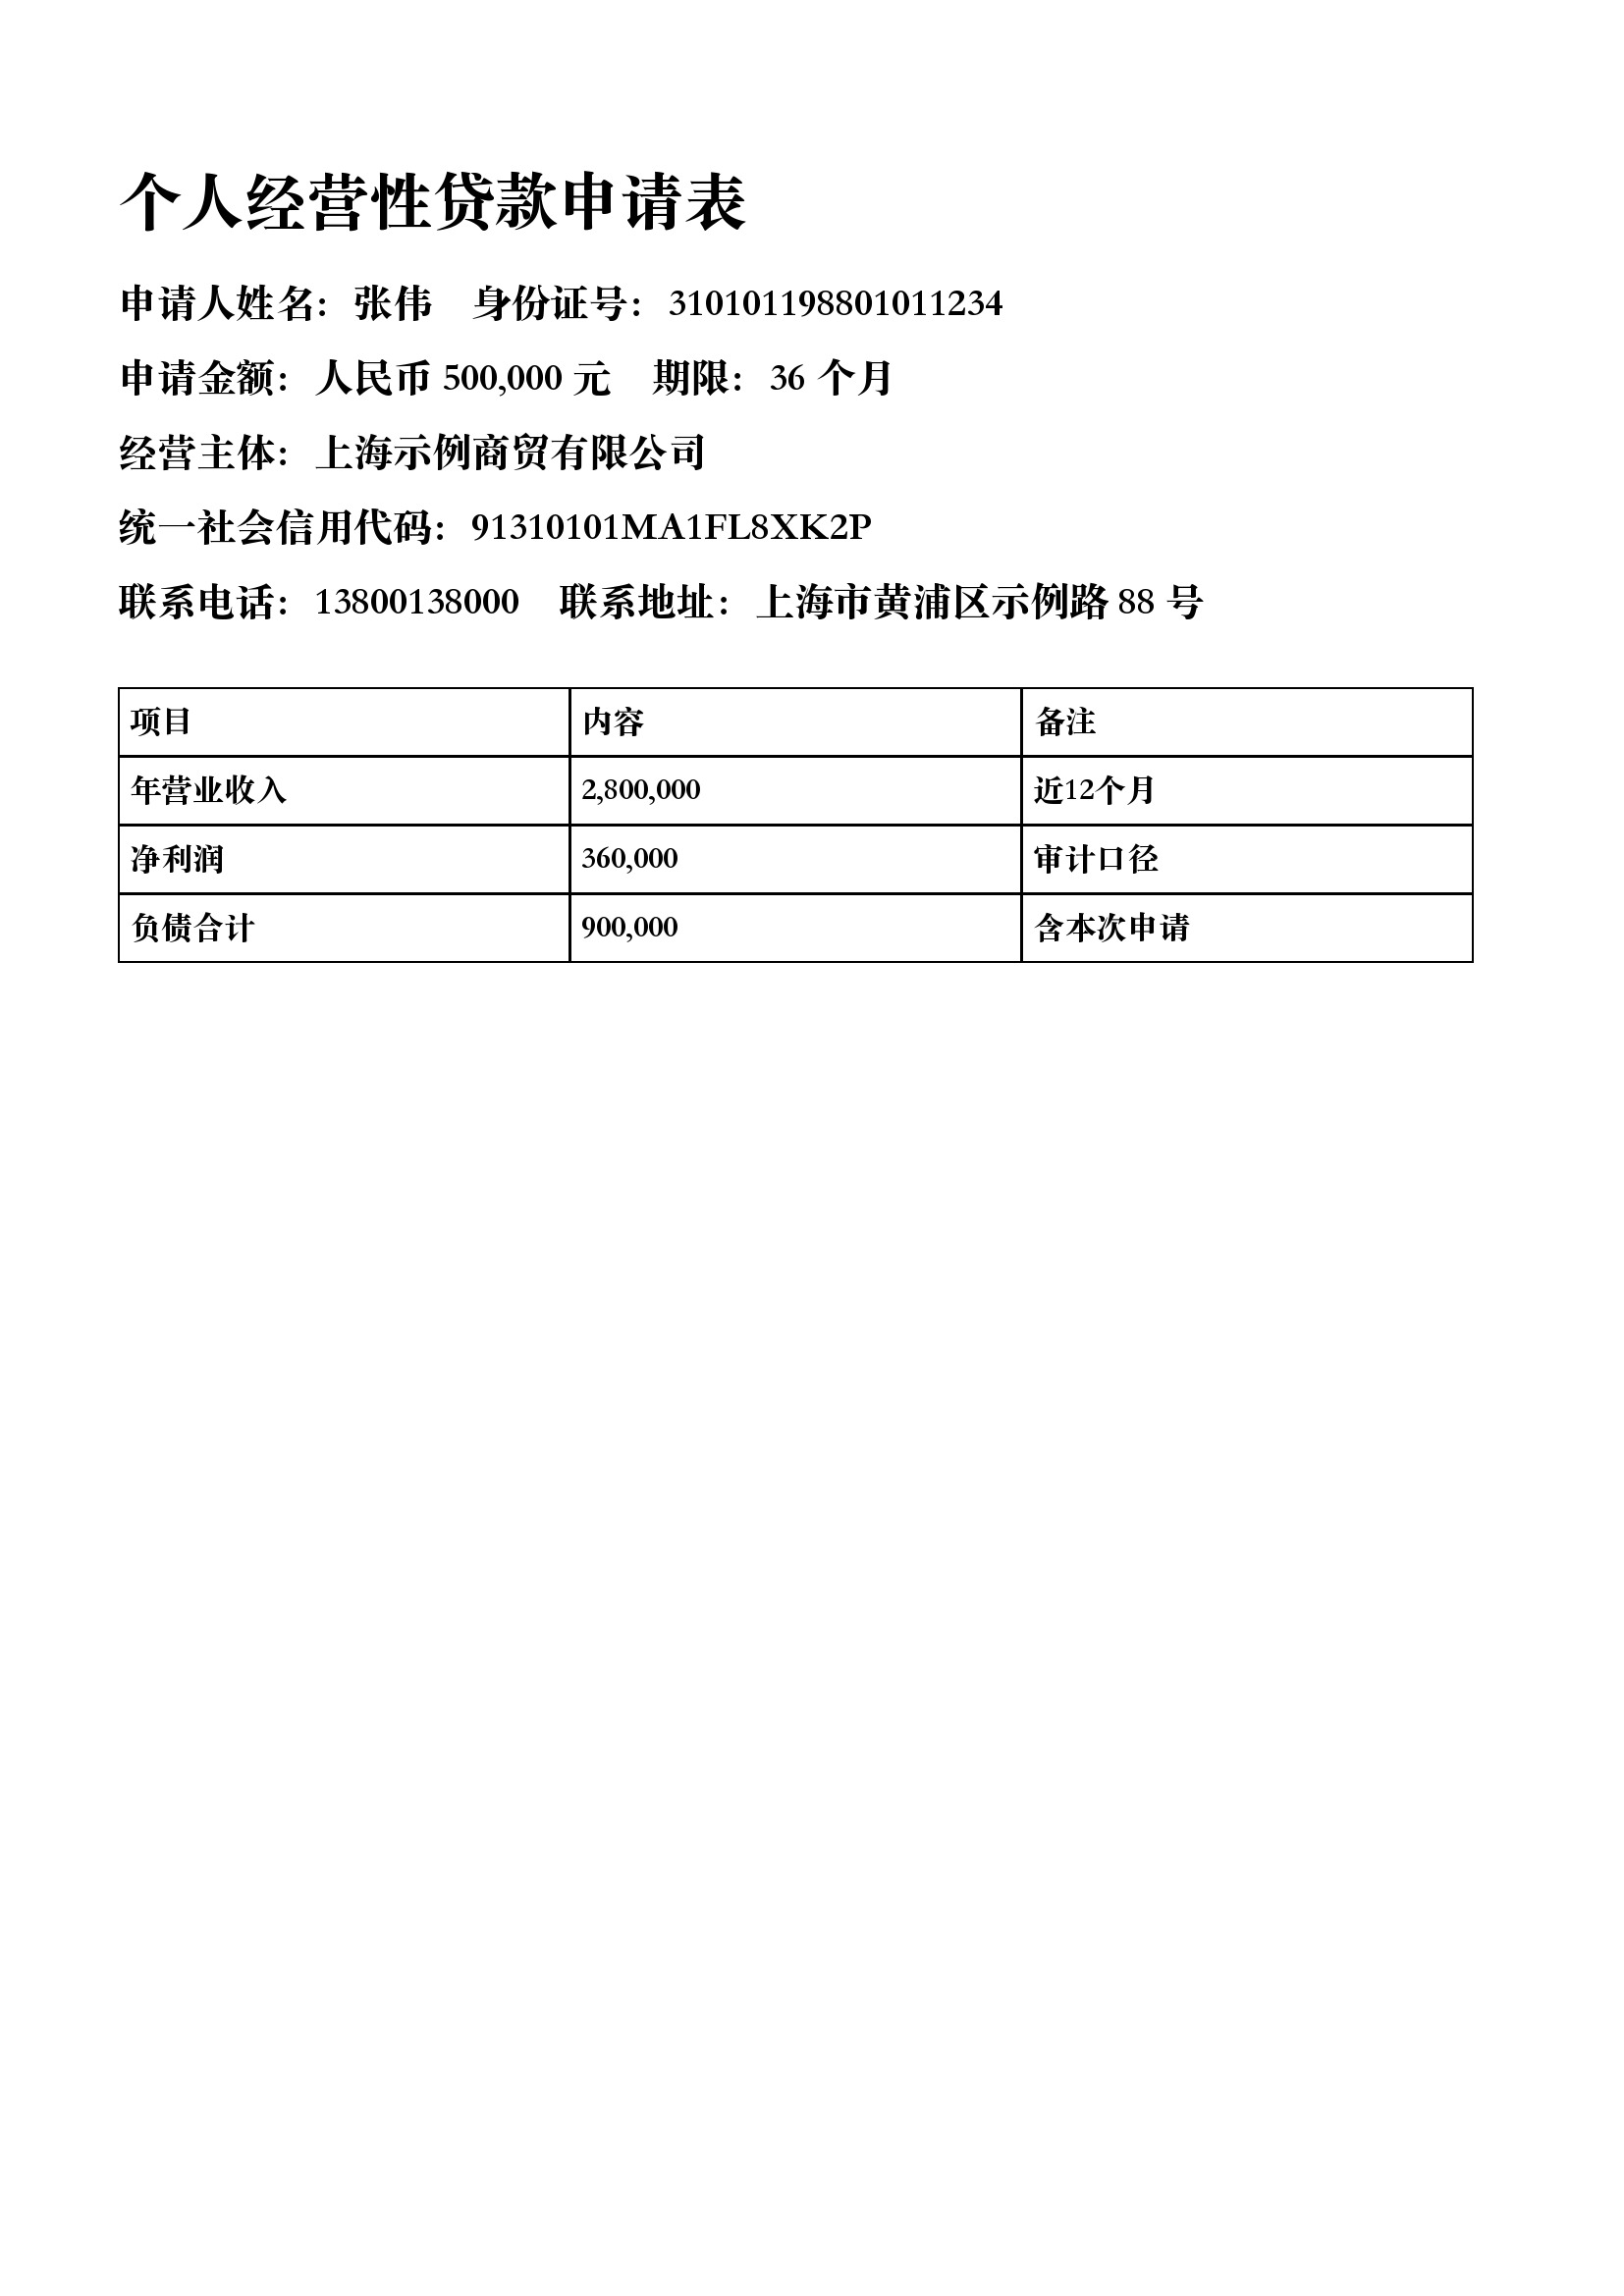 个人经营性贷款申请表
申请人姓名：张伟　身份证号：310101198801011234
申请金额：人民币 500,000 元　期限：36 个月
经营主体：上海示例商贸有限公司
统一社会信用代码：91310101MA1FL8XK2P
联系电话：13800138000　联系地址：上海市黄浦区示例路 88 号
项目 内容 备注
年营业收入 2,800,000 近12个月
净利润 360,000 审计口径
负债合计 900,000 含本次申请